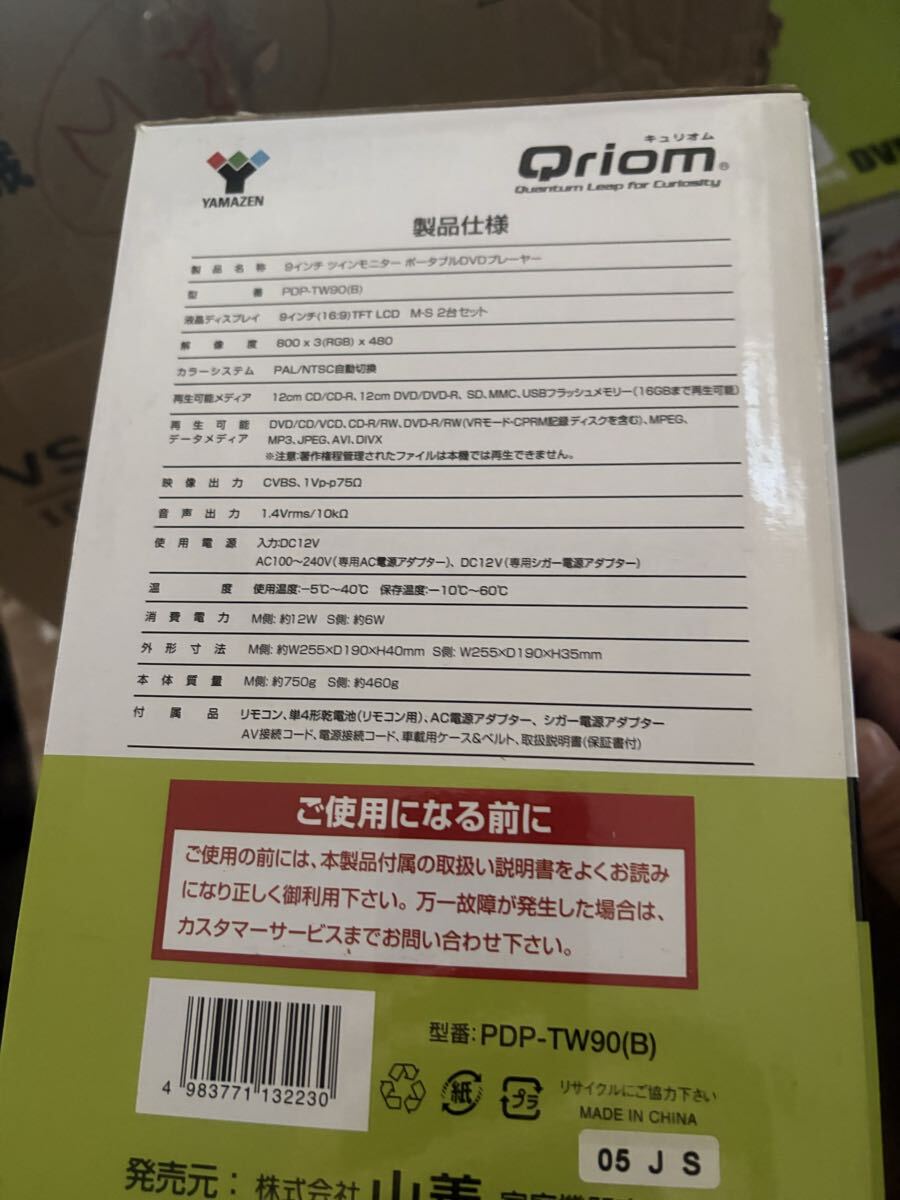 YAMAZEN
キュリオム
Qriom®
Quantum Leap for Curiosity
製品仕様
製品名称 9インチ ツインモニター ポータブルDVDプレーヤー
型番 PDP-TW90(B)
液晶ディスプレイ 9インチ(16:9)TFT LCD M-S 2台セット
解像度 800 x 3(RGB) x 480
カラーシステム PAL/NTSC自動切換
再生可能メディア 12cm CD/CD-R、12cm DVD/DVD-R、SD、MMC、USBフラッシュメモリー(16GBまで再生可能)
再生可能 DVD/CD/VCD、CD-R/RW、DVD-R/RW(VRモード・CPRM記録ディスクを含む)、MPEG、
データメディア MP3、JPEG、AVI、DIVX
※注意:著作権程管理されたファイルは本機では再生できません。
映像出力 CVBS、1Vp-p75Ω
音声出力 1.4Vrms/10kΩ
使用電源 入力:DC12V
AC100〜240V(専用AC電源アダプター)、DC12V(専用シガー電源アダプター)
温度 使用温度:−5℃〜40℃ 保存温度:−10℃〜60℃
消費電力 M側: 約12W S側: 約6W
外形寸法 M側: 約W255×D190×H40mm S側: W255×D190×H35mm
本体質量 M側: 約750g S側: 約460g
付属品 リモコン、単4形乾電池(リモコン用)、AC電源アダプター、シガー電源アダプター
AV接続コード、電源接続コード、車載用ケース&ベルト、取扱説明書(保証書付)
ご使用になる前に
ご使用の前には、本製品付属の取扱い説明書をよくお読み
になり正しく御利用下さい。万一故障が発生した場合は、
カスタマーサービスまでお問い合わせ下さい。
4 983771 132230
型番: PDP-TW90(B)
紙
プラ
リサイクルにご協力下さい
MADE IN CHINA
05 J S
発売元: 株式会社 山善
DV